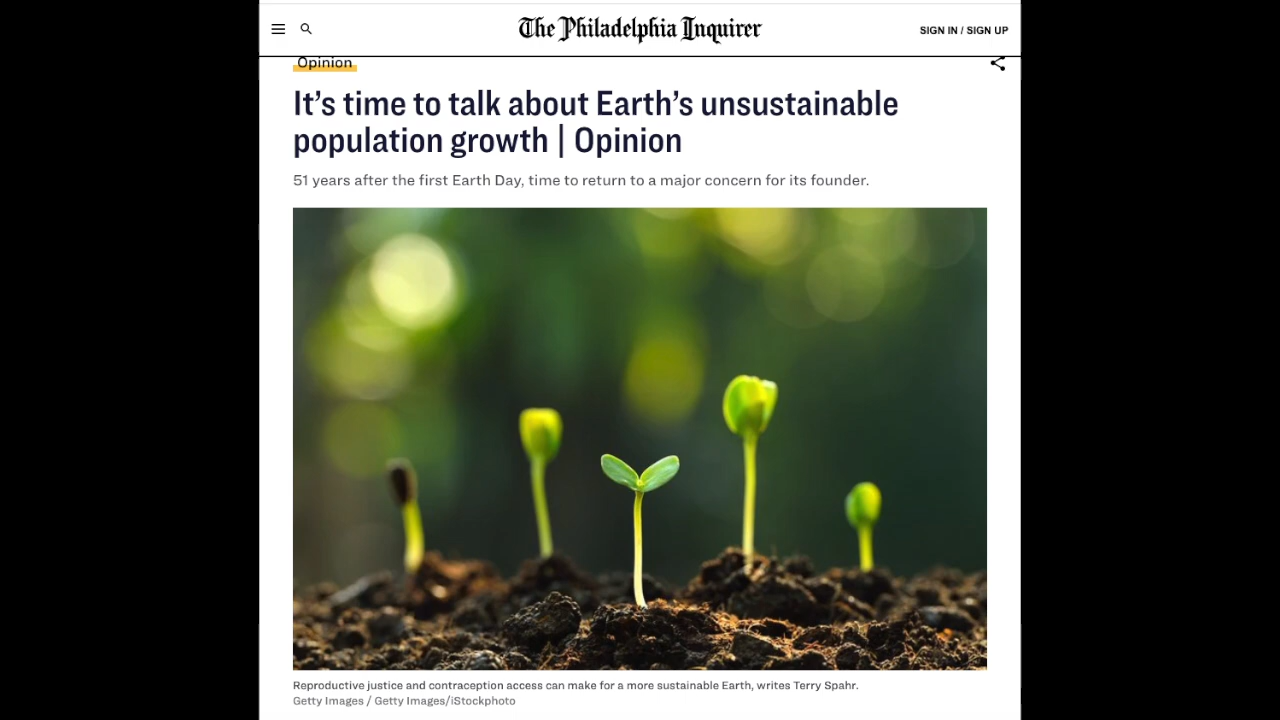 The Philadelphia Inquirer
SIGN IN / SIGN UP
Opinion
It’s time to talk about Earth’s unsustainable
population growth | Opinion
51 years after the first Earth Day, time to return to a major concern for its founder.
Reproductive justice and contraception access can make for a more sustainable Earth, writes Terry Spahr.
Getty Images / Getty Images/iStockphoto